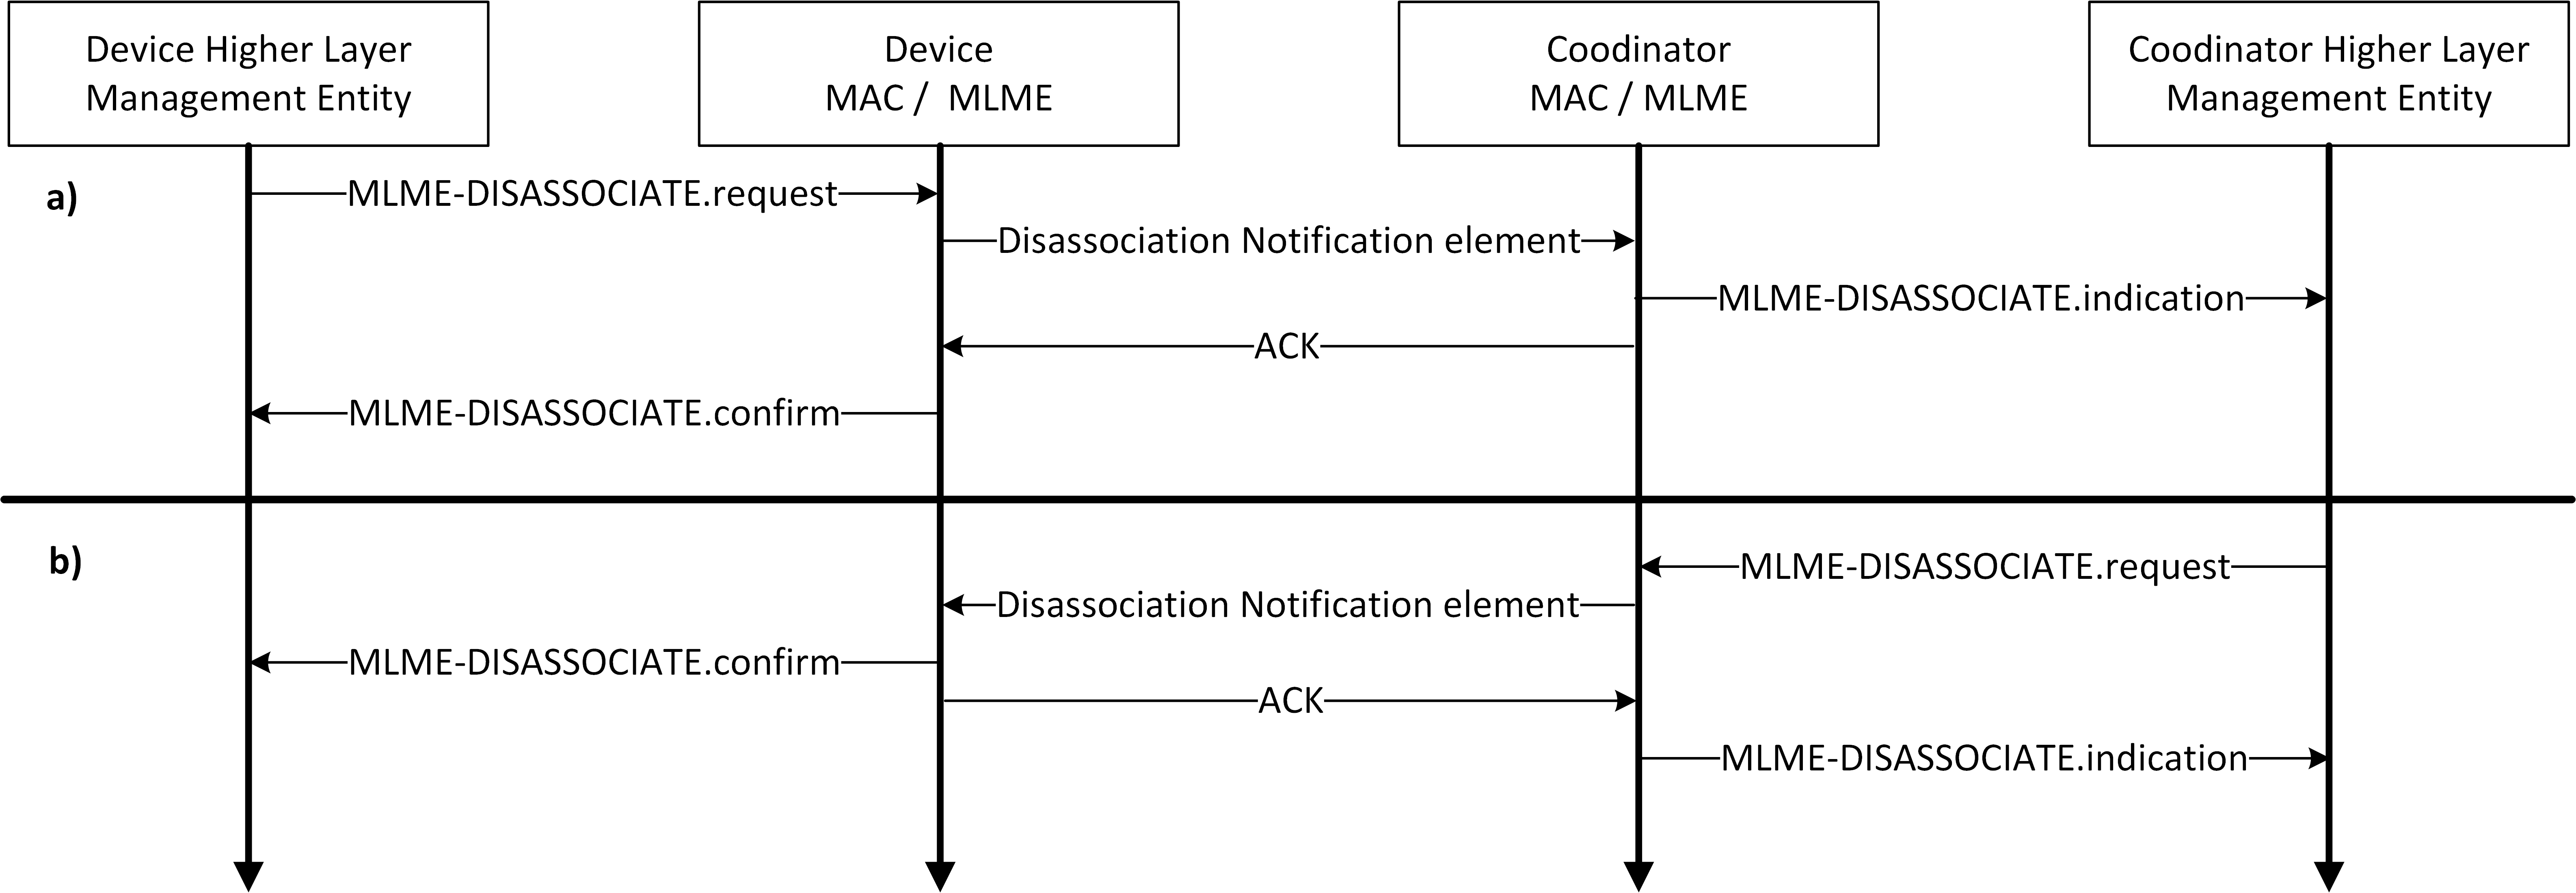 Device Higher Layer
Management Entity
Device
MAC /  MLME
Coodinator
MAC / MLME
Coodinator Higher Layer
Management Entity
a)
MLME-DISASSOCIATE.request
Disassociation Notification element
MLME-DISASSOCIATE.indication
ACK
MLME-DISASSOCIATE.confirm
b)
MLME-DISASSOCIATE.request
Disassociation Notification element
MLME-DISASSOCIATE.confirm
ACK
MLME-DISASSOCIATE.indication